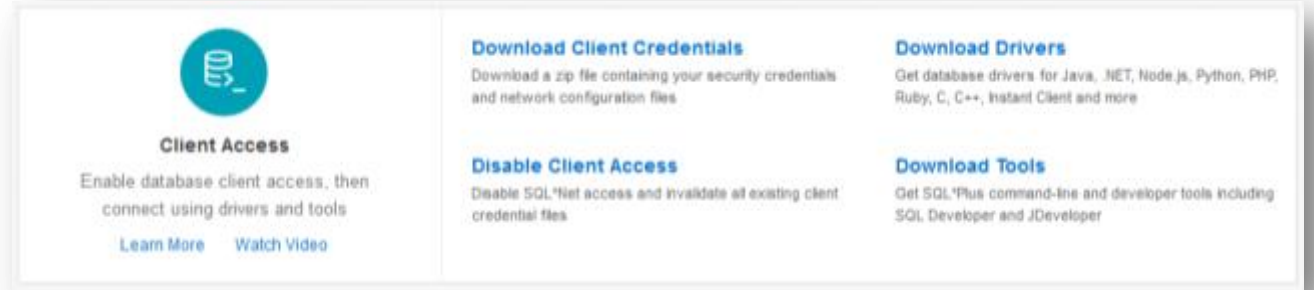 Client Access
Enable database client access, then
connect using drivers and tools
Learn More Watch Video
Download Client Credentials
Download a zip file containing your security credentials
and network configuration files
Disable Client Access
Disable SQL*Net access and invalidate all existing client
credential files
Download Drivers
Get database drivers for Java, .NET, Node.js, Python, PHP,
Ruby, C, C++, Instant Client and more
Download Tools
Get SQL*Plus command-line and developer tools including
SQL Developer and JDeveloper